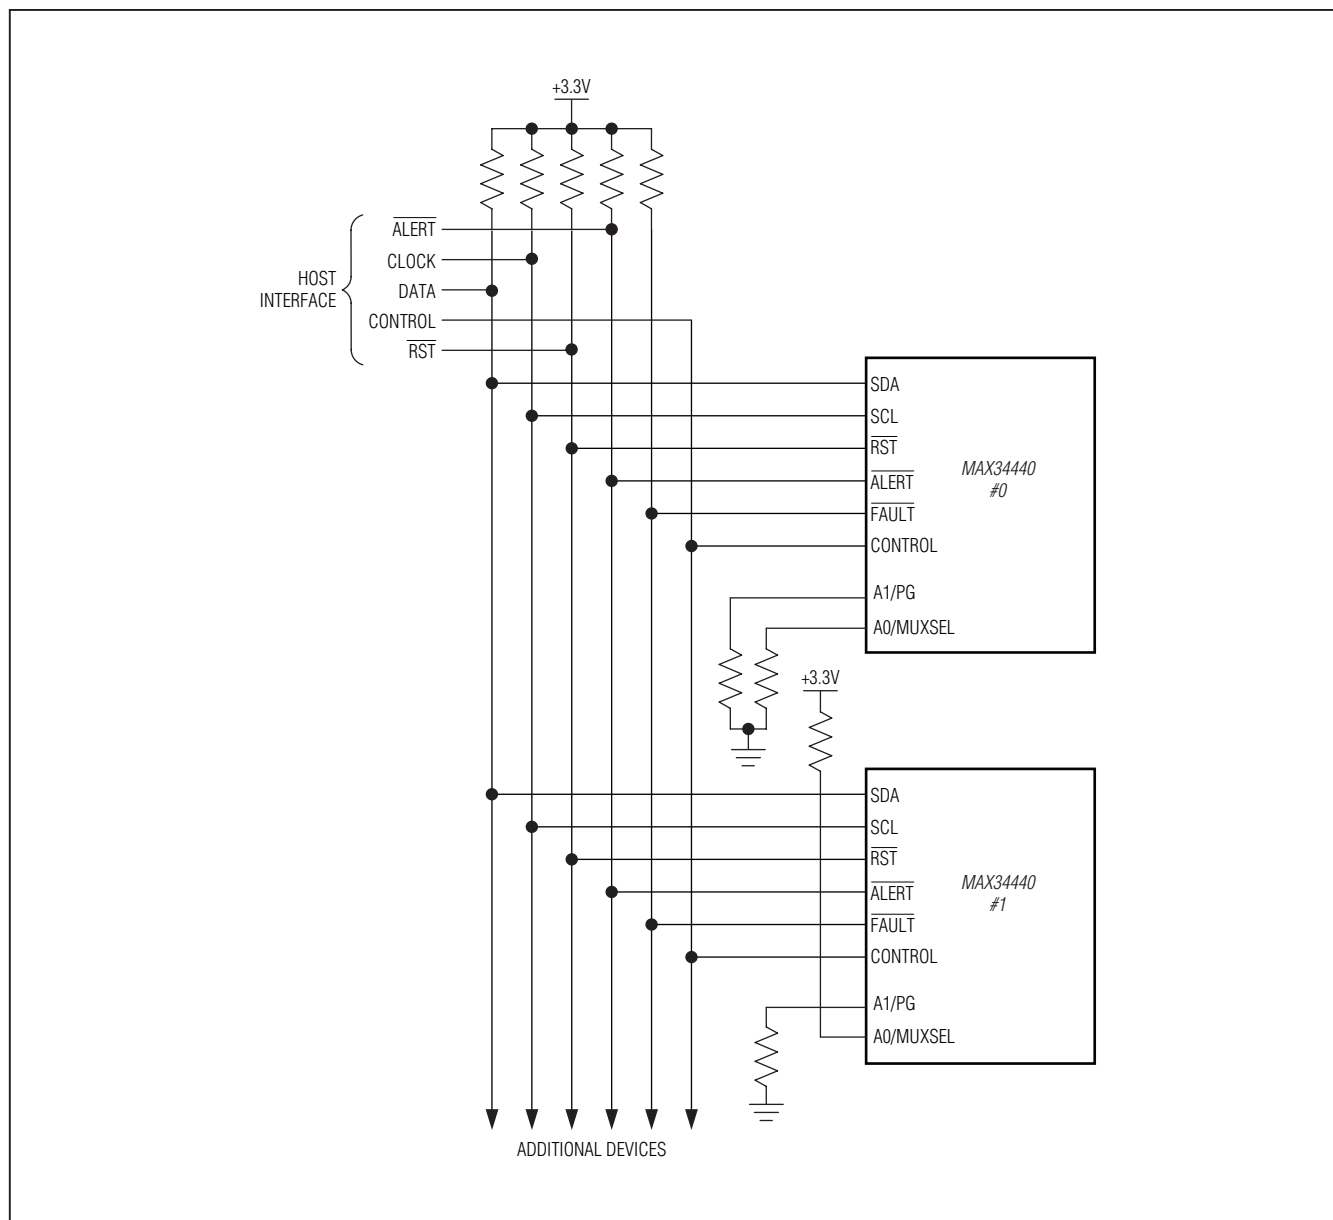 +3.3V
ALERT
CLOCK
HOST
INTERFACE
DATA
CONTROL
RST
SDA
SCL
RST
ALERT
FAULT
CONTROL
A1/PG
A0/MUXSEL
MAX34440
#0
+3.3V
SDA
SCL
RST
ALERT
FAULT
CONTROL
A1/PG
A0/MUXSEL
MAX34440
#1
ADDITIONAL DEVICES